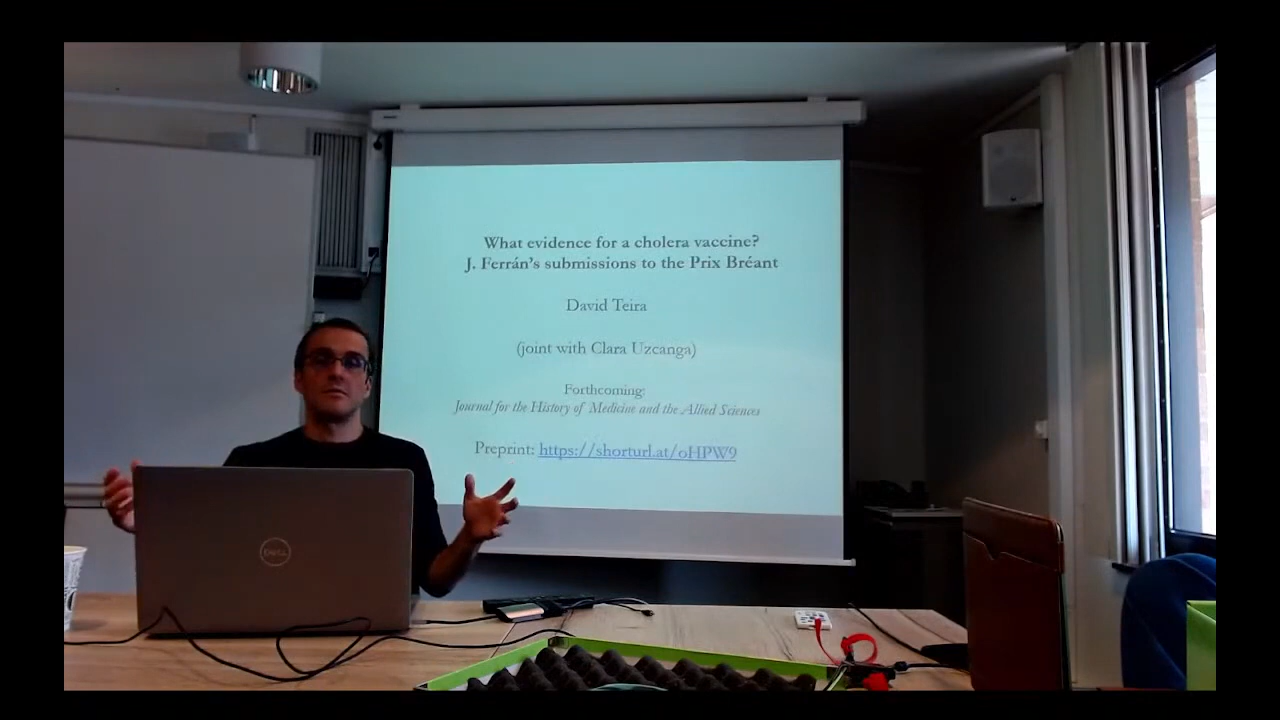 What evidence for a cholera vaccine?
J. Ferrán's submissions to the Prix Bréant
David Teira
(joint with Clara Uzcanga)
Forthcoming:
Journal for the History of Medicine and the Allied Sciences
Preprint: https://shorturl.at/oHPW9
DELL